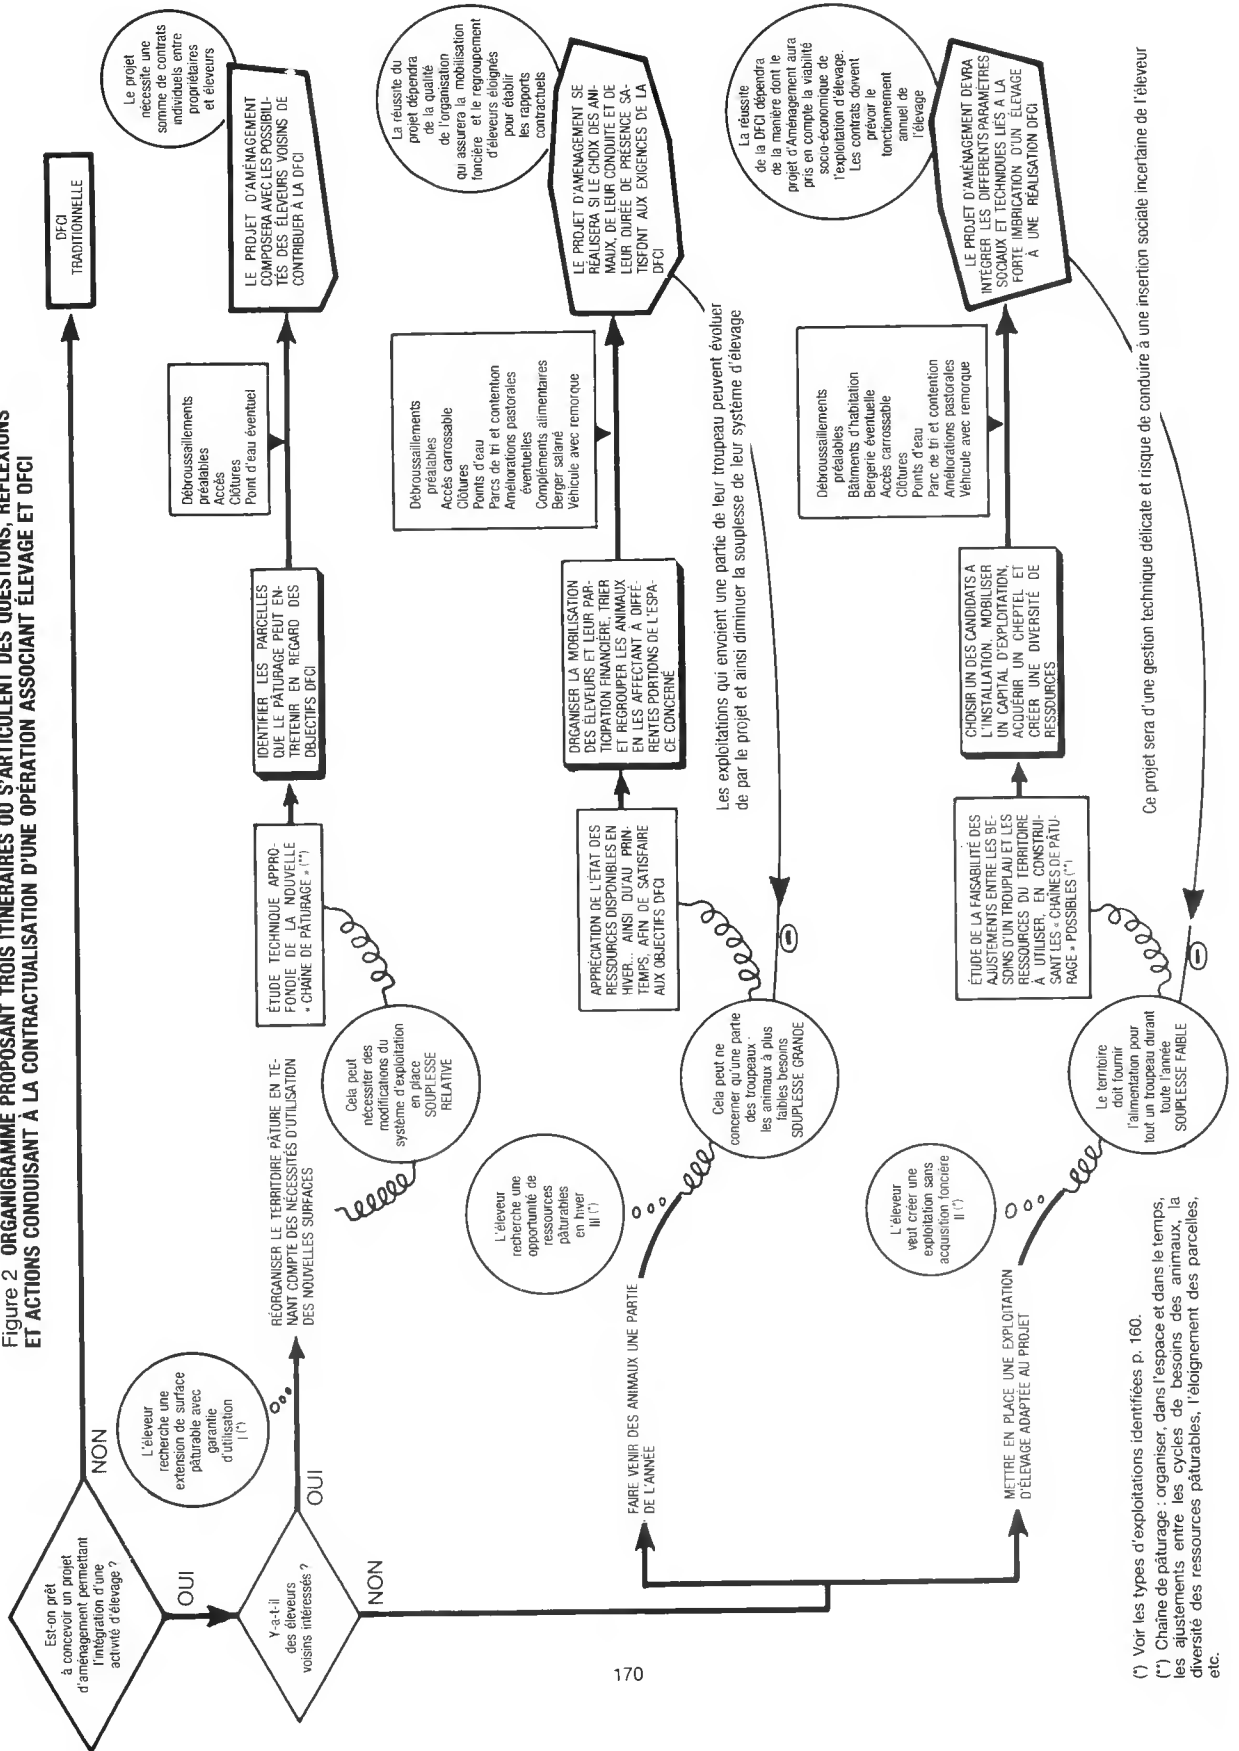 Figure 2 ORGANIGRAMME PROPOSANT TROIS ITINÉRAIRES OÙ S'ARTICULENT DES QUESTIONS, RÉFLEXIONS
ET ACTIONS CONDUISANT À LA CONTRACTUALISATION D'UNE OPÉRATION ASSOCIANT ÉLEVAGE ET DFCI
Est-on prêt
à concevoir un projet
d'aménagement permettant
l'intégration d'une
activité d'élevage ?
NON
DFCI
TRADITIONNELLE
OUI
Y-a-t-il
des éleveurs
voisins intéressés ?
OUI
NON
L'éleveur
recherche une
extension de surface
pâturable avec
garantie
d'utilisation
I (*)
RÉORGANISER LE TERRITOIRE PÂTURE EN TE-
NANT COMPTE DES NÉCESSITÉS D'UTILISATION
DES NOUVELLES SURFACES
Cela peut
nécessiter des
modifications du
système d'exploitation
en place
SOUPLESSE
RELATIVE
ÉTUDE TECHNIQUE APPRO-
FONDIE DE LA NOUVELLE
« CHAÎNE DE PÂTURAGE » (**)
IDENTIFIER LES PARCELLES
QUE LE PÂTURAGE PEUT EN-
TRETENIR EN REGARD DES
OBJECTIFS DFCI
Débroussaillements
préalables
Accès
Clôtures
Point d'eau éventuel
LE PROJET D'AMÉNAGEMENT
COMPOSERA AVEC LES POSSIBILI-
TÉS DES ÉLEVEURS VOISINS DE
CONTRIBUER À LA DFCI
Le projet
nécessite une
somme de contrats
individuels entre
propriétaires
et éleveurs
FAIRE VENIR DES ANIMAUX UNE PARTIE
DE L'ANNÉE
L'éleveur
recherche une
opportunité de
ressources
pâturables
en hiver
III (*)
Cela peut ne
concerner qu'une partie
des troupeaux :
les animaux à plus
faibles besoins
SOUPLESSE GRANDE
APPRÉCIATION DE L'ÉTAT DES
RESSOURCES DISPONIBLES EN
HIVER... AINSI QU'AU PRIN-
TEMPS, AFIN DE SATISFAIRE
AUX OBJECTIFS DFCI
ORGANISER LA MOBILISATION
DES ÉLEVEURS ET LEUR PAR-
TICIPATION FINANCIÈRE, TRIER
ET REGROUPER LES ANIMAUX
EN LES AFFECTANT À DIFFÉ-
RENTES PORTIONS DE L'ESPA-
CE CONCERNÉ
Débroussaillements
préalables
Accès carrossable
Clôtures
Points d'eau
Parcs de tri et contention
Améliorations pastorales
éventuelles
Compléments alimentaires
Berger salarié
Véhicule avec remorque
LE PROJET D'AMÉNAGEMENT SE
RÉALISERA SI LE CHOIX DES ANI-
MAUX, DE LEUR CONDUITE ET DE
LEUR DURÉE DE PRÉSENCE SA-
TISFONT AUX EXIGENCES DE LA
DFCI
La réussite du
projet dépendra
de la qualité
de l'organisation
qui assurera la mobilisation
foncière et le regroupement
d'éleveurs éloignés
pour établir
les rapports
contractuels
Les exploitations qui envoient une partie de leur troupeau peuvent évoluer
de par le projet et ainsi diminuer la souplesse de leur système d'élevage
METTRE EN PLACE UNE EXPLOITATION
D'ÉLEVAGE ADAPTÉE AU PROJET
L'éleveur
veut créer une
exploitation sans
acquisition foncière
II (*)
Le territoire
doit fournir
l'alimentation pour
tout un troupeau durant
toute l'année
SOUPLESSE FAIBLE
ÉTUDE DE LA FAISABILITÉ DES
AJUSTEMENTS ENTRE LES BE-
SOINS D'UN TROUPLAU ET LES
RESSOURCES DU TERRITOIRE
À UTILISER, EN CONSTRUI-
SANT LES « CHAÎNES DE PÂTU-
RAGE » POSSIBLES (**)
CHOISIR UN DES CANDIDATS A
L'INSTALLATION, MOBILISER
UN CAPITAL D'EXPLOITATION,
ACQUÉRIR UN CHEPTEL ET
CRÉER UNE DIVERSITÉ DE
RESSOURCES
Débroussaillements
préalables
Bâtiments d'habitation
Bergerie éventuelle
Accès carrossable
Clôtures
Points d'eau
Parc de tri et contention
Améliorations pastorales
Véhicule avec remorque
LE PROJET D'AMÉNAGEMENT DEVRA
INTÉGRER LES DIFFÉRENTS PARAMÈTRES
SOCIAUX ET TECHNIQUES LIÉS A LA
FORTE IMBRICATION D'UN ÉLEVAGE
À UNE RÉALISATION DFCI
La réussite
de la DFCI dépendra
de la manière dont le
projet d'Aménagement aura
pris en compte la viabilité
socio-économique de
l'exploitation d'élevage.
Les contrats doivent
prévoir le
fonctionnement
annuel de
l'élevage
Ce projet sera d'une gestion technique délicate et risque de conduire à une insertion sociale incertaine de l'éleveur
(*) Voir les types d'exploitations identifiées p. 160.
(**) Chaîne de pâturage : organiser, dans l'espace et dans le temps,
les ajustements entre les cycles de besoins des animaux, la
diversité des ressources pâturables, l'éloignement des parcelles,
etc.
170